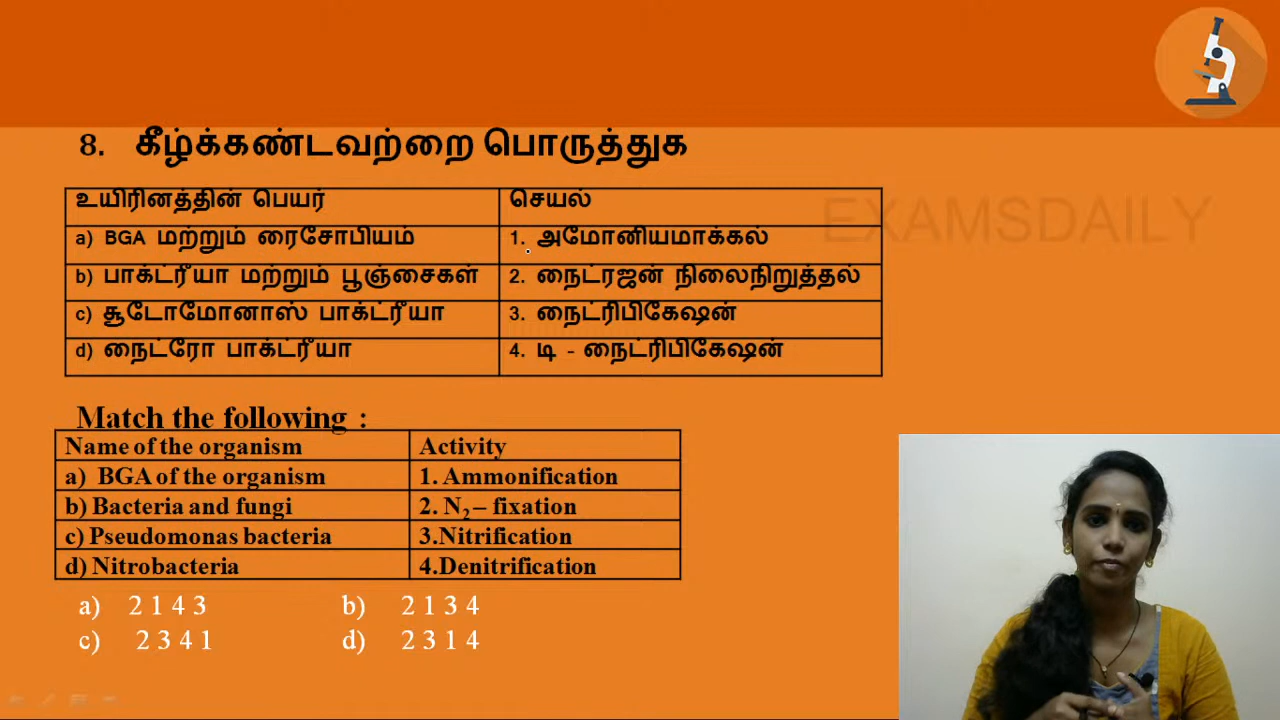 EXAMSDAILY
8. கீழ்க்கண்டவற்றை பொருத்துக
உயிரினத்தின் பெயர் செயல்
a) BGA மற்றும் ரைசோபியம் 1. அமோனியமாக்கல்
b) பாக்ட்ரீயா மற்றும் பூஞ்சைகள் 2. நைட்ரஜன் நிலைநிறுத்தல்
c) சூடோமோனாஸ் பாக்ட்ரீயா 3. நைட்ரிபிகேஷன்
d) நைட்ரோ பாக்ட்ரீயா 4. டி - நைட்ரிபிகேஷன்
Match the following :
Name of the organism Activity
a) BGA of the organism 1. Ammonification
b) Bacteria and fungi 2. N₂ – fixation
c) Pseudomonas bacteria 3.Nitrification
d) Nitrobacteria 4.Denitrification
a) 2 1 4 3 b) 2 1 3 4
c) 2 3 4 1 d) 2 3 1 4